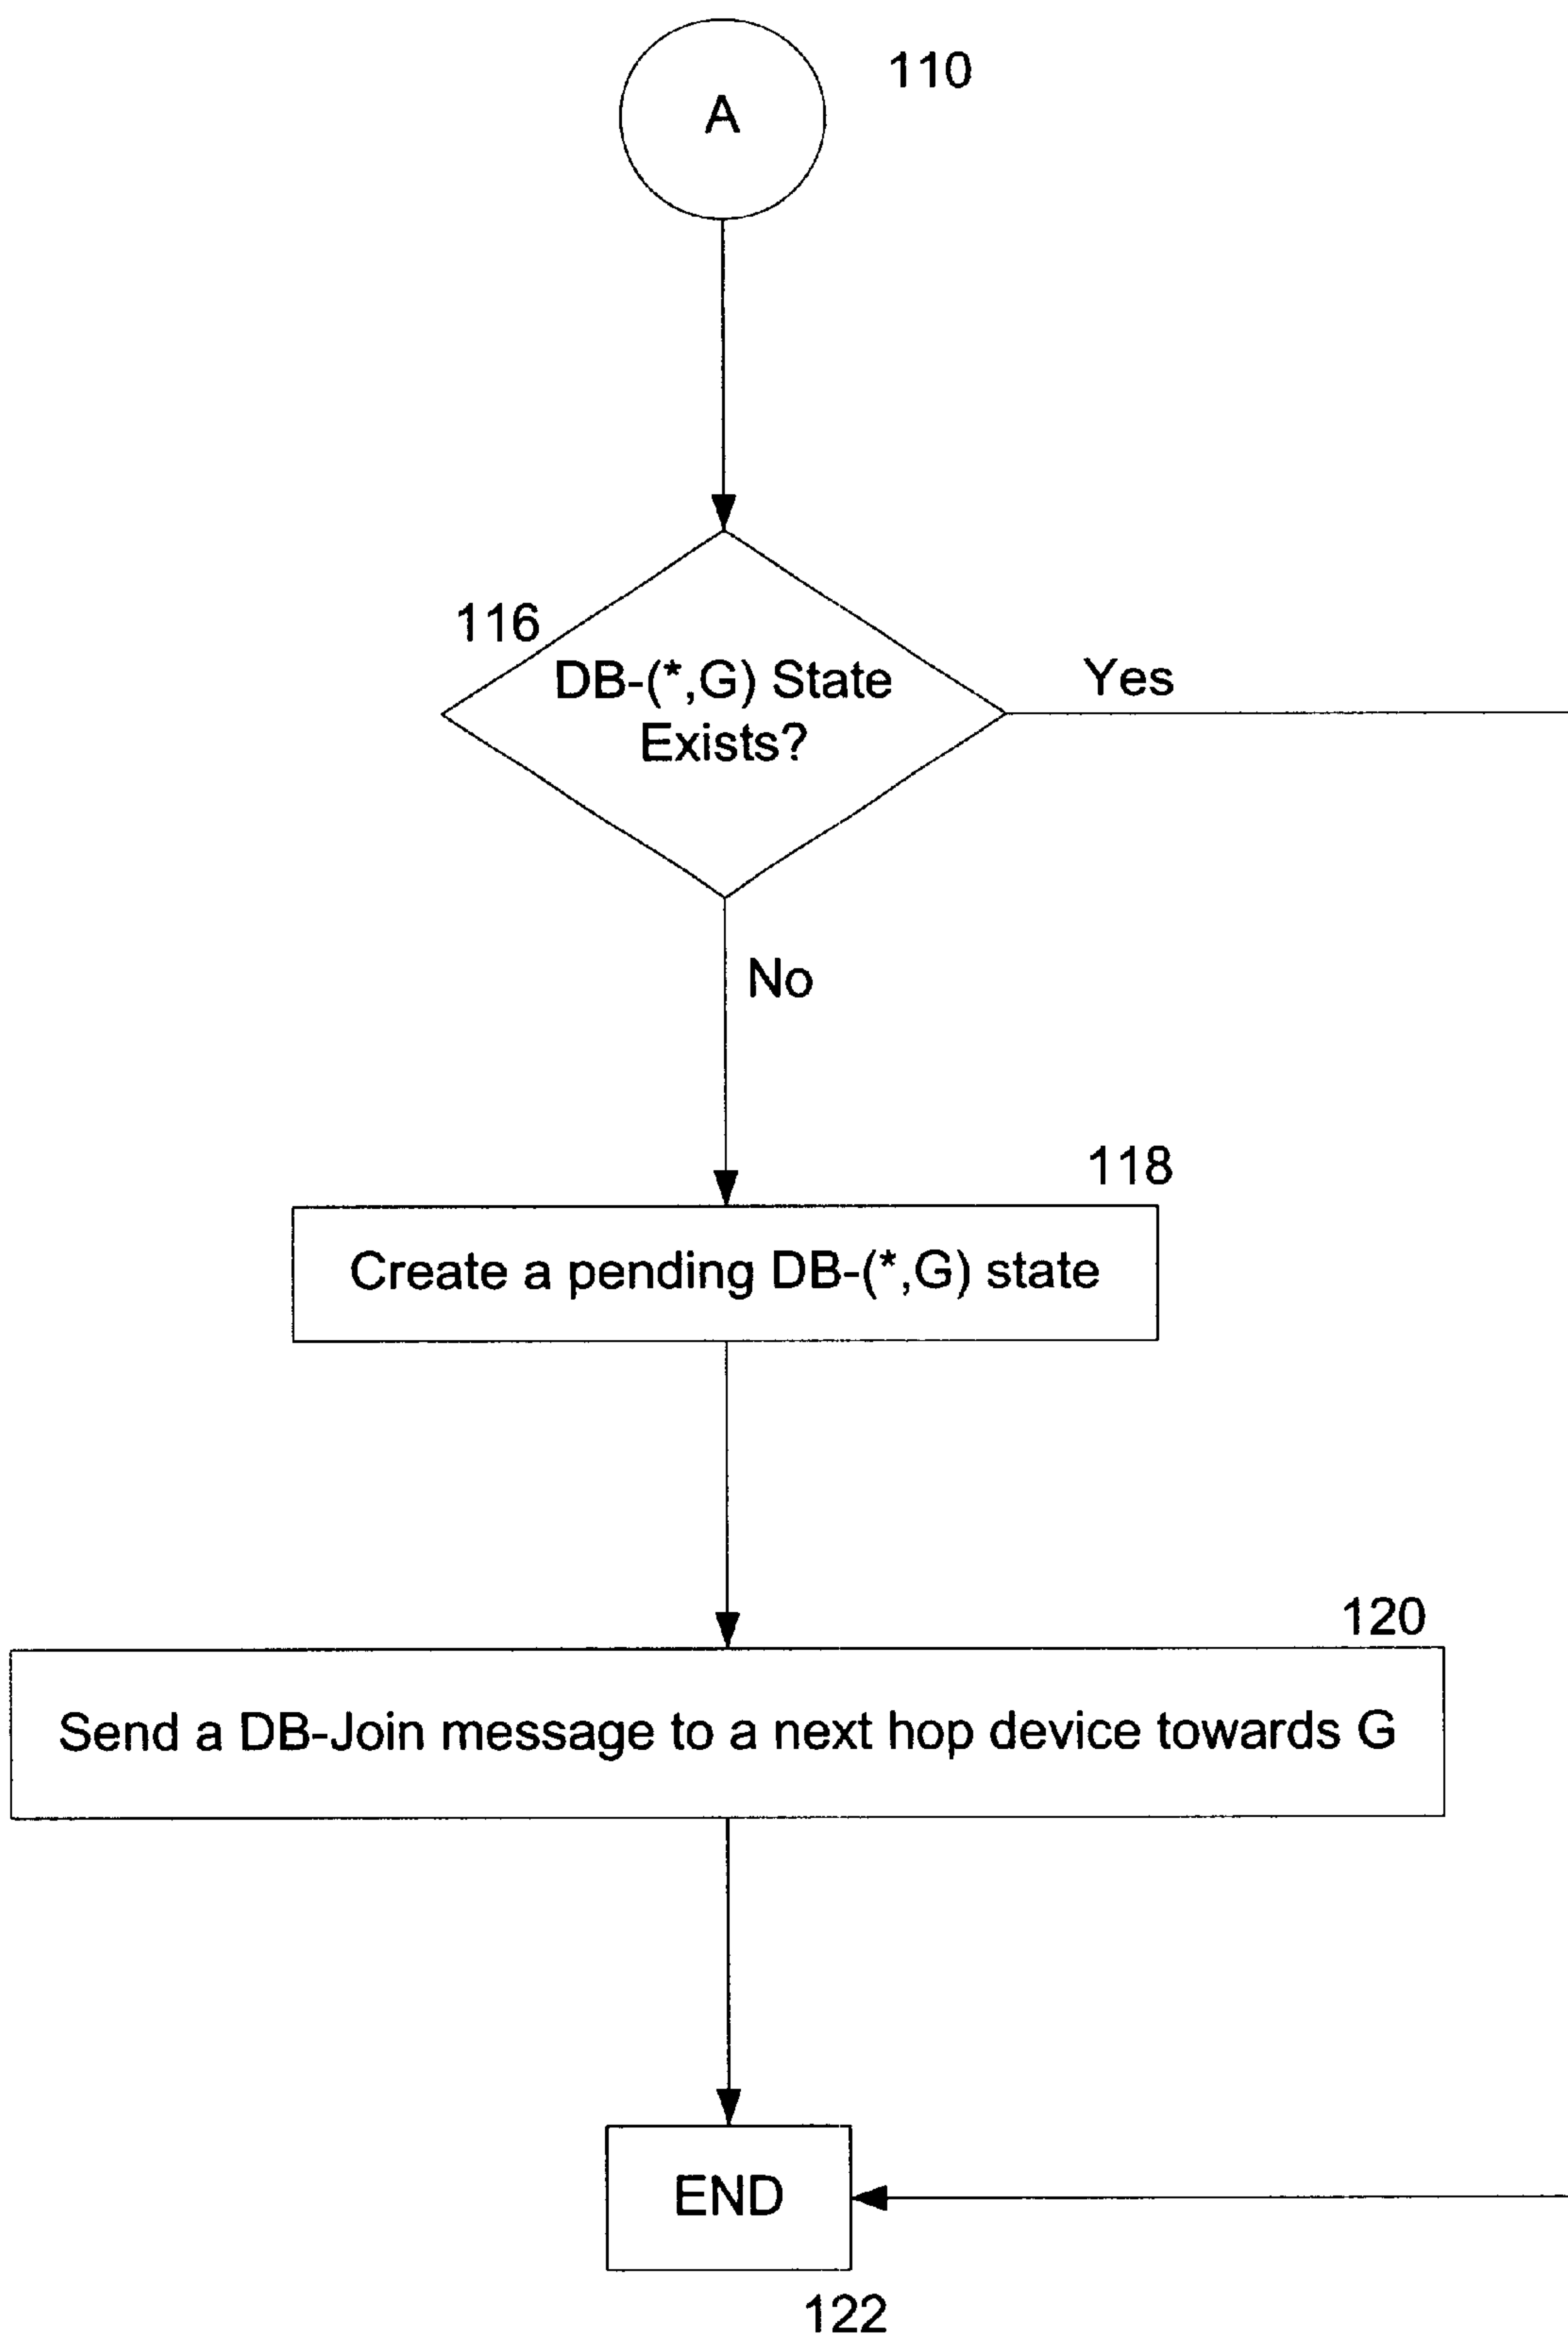 110
A
116
DB-(*,G) State
Exists?
Yes
No
118
Create a pending DB-(*,G) state
120
Send a DB-Join message to a next hop device towards G
END
122